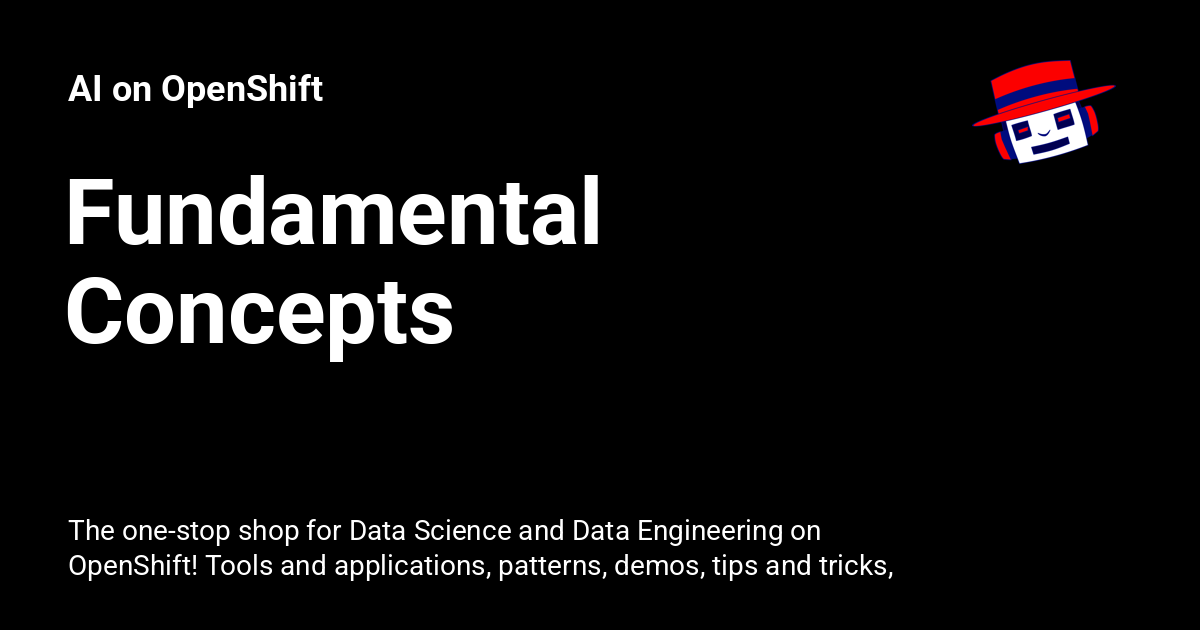 AI on OpenShift
Fundamental
Concepts
The one-stop shop for Data Science and Data Engineering on
OpenShift! Tools and applications, patterns, demos, tips and tricks,